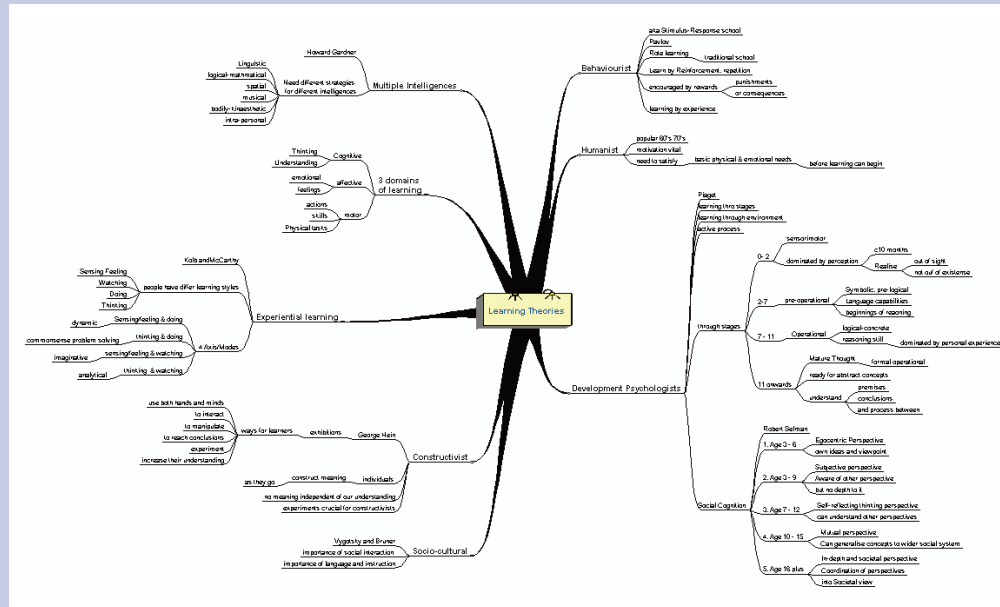 Learning Theories
Behaviourist
aka Stimulus-Response school
Pavlov
Rote learning
traditional school
Learn by Reinforcement, repetition
encouraged by rewards
punishments
or consequences
learning by experience
Humanist
popular 60's 70's
motivation vital
need to satisfy
basic physical & emotional needs
before learning can begin
Development Psychologists
Piaget
learning thro stages
learning through environment
active process
through stages
0- 2
sensorimotor
dominated by perception
c10 months
Realise
out of sight
not out of existense
2-7
pre-operational
Symbolic, pre-logical
Language capabilities
beginnings of reasoning
7 - 11
Operational
logical-concrete
reasoning skill
dominated by personal experience
11 onwards
Mature Thought
formal operational
ready for abstract concepts
understand
premises
conclusions
and process between
Social Cognition
Robert Selman
1. Age 3 - 6
Egocentric Perspective
own ideas and viewpoint
2. Age 3 - 9
Subjective perspective
Aware of other perspective
but no depth to it
3. Age 7 - 12
Self-reflecting thinking perspective
can understand other perspectives
4. Age 10 - 15
Mutual perspective
Can generalise concepts to wider social system
5. Age 16 plus
In-depth and societal perspective
Coordination of perspectives
into Societal view
Multiple Intelligences
Howard Gardner
Need different strategies
for different intelligences
Linguistic
logical-mathmatical
spatial
musical
bodily-kinaesthetic
intra-personal
3 domains
of learning
Cognitive
Thinking
Understanding
affective
emotional
feelings
motor
actions
skills
Physical tasks
Experiential learning
Kolb and McCarthy
people have differ learning styles
Sensing Feeling
Watching
Doing
Thinking
4 Axis/Modes
Sensing/feeling & doing
dynamic
thinking & doing
commonsense problem solving
sensing/feeling & watching
imaginative
thinking & watching
analytical
Constructivist
George Hein
exhibitions
ways for learners
use both hands and minds
to interact
to manipulate
to reach conclusions
experiment
increase their understanding
individuals
construct meaning
as they go
no meaning independent of our understanding
experiments crucial for constructivists
Socio-cultural
Vygotsky and Bruner
importance of social interaction
importance of language and instruction